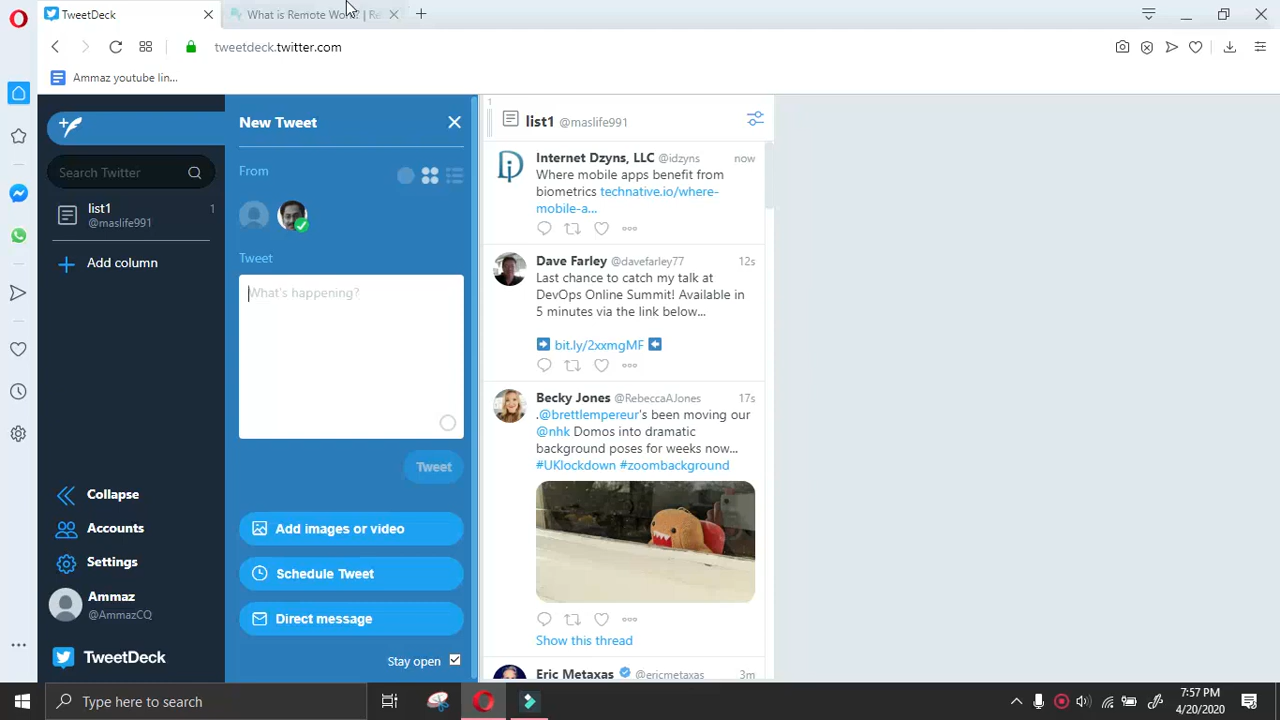 TweetDeck
What is Remote Wo
tweetdeck.twitter.com
Ammaz youtube lin...
Search Twitter
list1
1
@maslife991
Add column
Collapse
Accounts
Settings
Ammaz
@AmmazCQ
TweetDeck
New Tweet
From
Tweet
What's happening?
Tweet
Add images or video
Schedule Tweet
Direct message
Stay open
1
list1 @maslife991
Internet Dzyns, LLC @idzyns now
Where mobile apps benefit from
biometrics technative.io/where-
mobile-a...
Dave Farley @davefarley77 12s
Last chance to catch my talk at
DevOps Online Summit! Available in
5 minutes via the link below...
➡ bit.ly/2xxmgMF ⬅
Becky Jones @RebeccaAJones 17s
.@brettlempereur's been moving our
@nhk Domos into dramatic
background poses for weeks now...
#UKlockdown #zoombackground
Show this thread
Eric Metaxas @ericmetaxas 3m
Type here to search
7:57 PM
4/20/2020